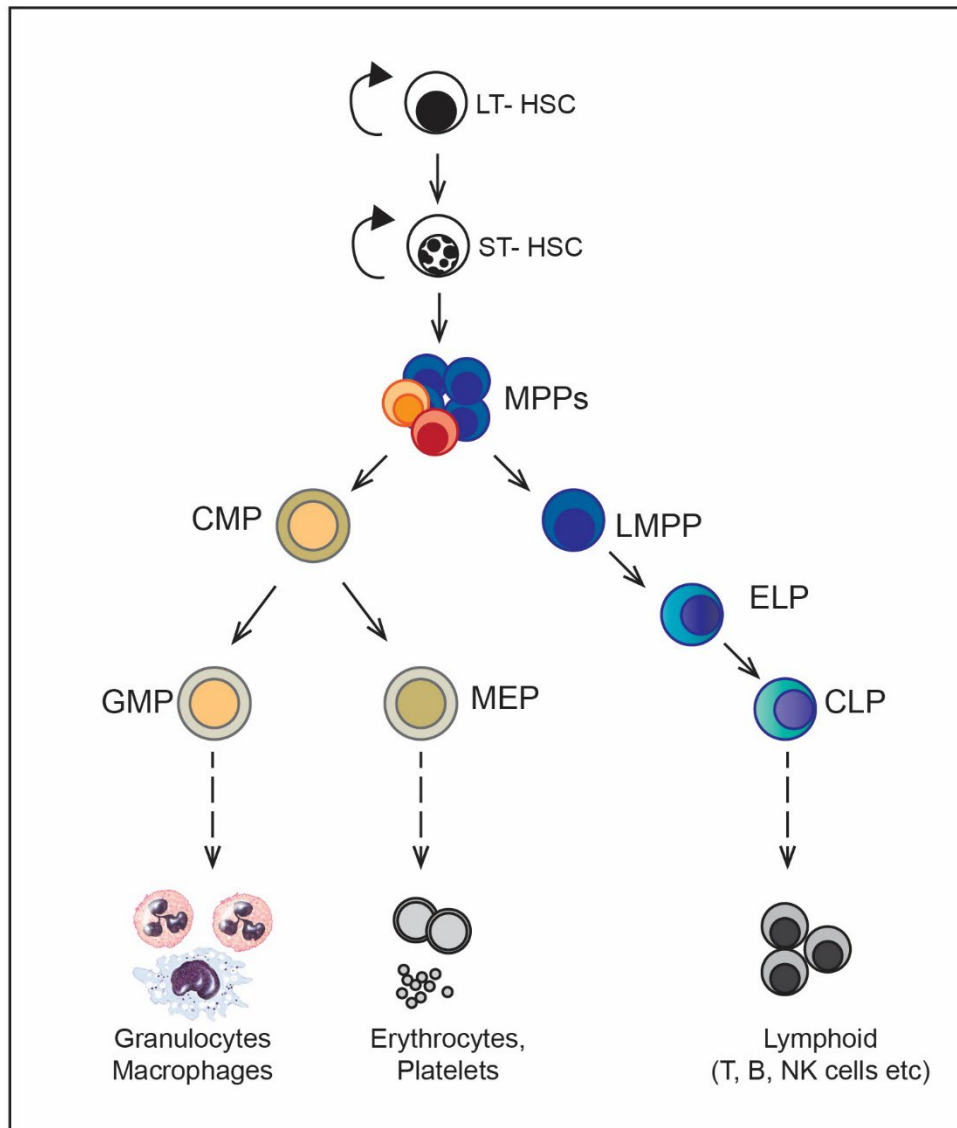 LT- HSC
ST- HSC
MPPs
CMP
LMPP
ELP
GMP
MEP
CLP
Granulocytes
Macrophages
Erythrocytes,
Platelets
Lymphoid
(T, B, NK cells etc)